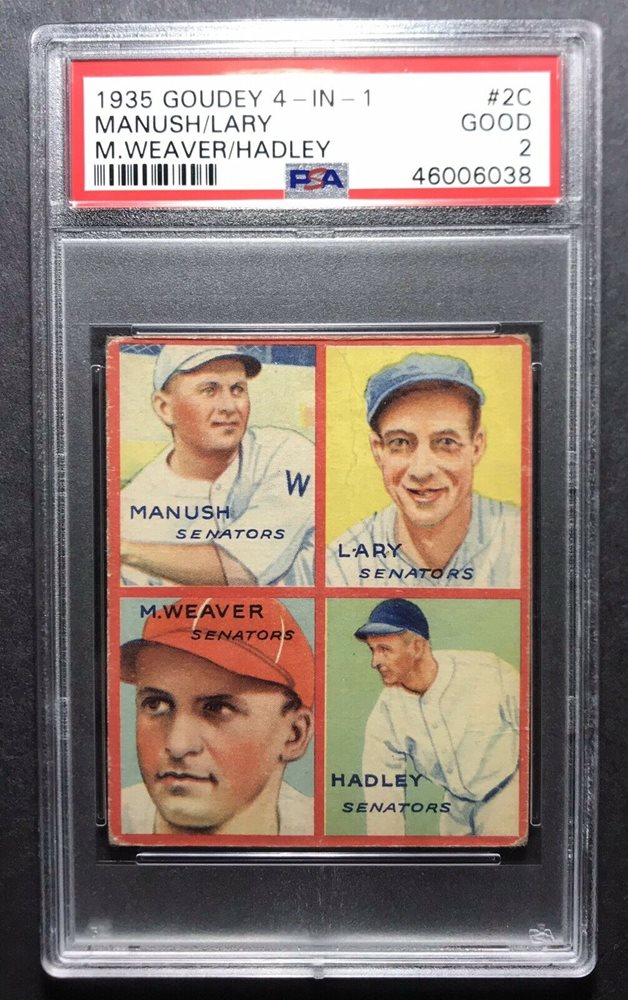 1935 GOUDEY 4-IN-1 #2C
MANUSH/LARY GOOD
M.WEAVER/HADLEY 2
PSA 46006038
W
MANUSH
SENATORS
LARY
SENATORS
M.WEAVER
SENATORS
HADLEY
SENATORS